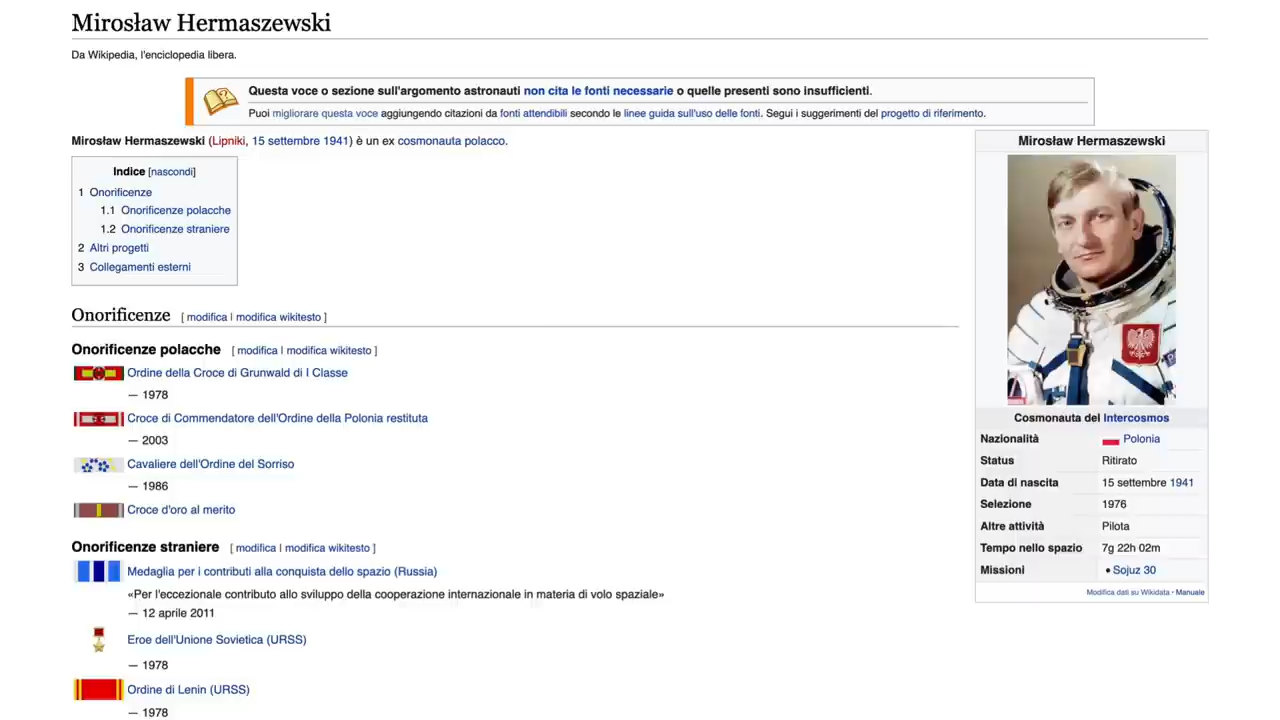 Mirosław Hermaszewski
Da Wikipedia, l'enciclopedia libera.
Questa voce o sezione sull'argomento astronauti non cita le fonti necessarie o quelle presenti sono insufficienti.
Puoi migliorare questa voce aggiungendo citazioni da fonti attendibili secondo le linee guida sull'uso delle fonti. Segui i suggerimenti del progetto di riferimento.
Mirosław Hermaszewski (Lipniki, 15 settembre 1941) è un ex cosmonauta polacco.
Indice [nascondi]
1 Onorificenze
1.1 Onorificenze polacche
1.2 Onorificenze straniere
2 Altri progetti
3 Collegamenti esterni
Onorificenze [ modifica | modifica wikitesto ]
Onorificenze polacche [ modifica | modifica wikitesto ]
Ordine della Croce di Grunwald di I Classe
— 1978
Croce di Commendatore dell'Ordine della Polonia restituta
— 2003
Cavaliere dell'Ordine del Sorriso
— 1986
Croce d'oro al merito
Onorificenze straniere [ modifica | modifica wikitesto ]
Medaglia per i contributi alla conquista dello spazio (Russia)
«Per l'eccezionale contributo allo sviluppo della cooperazione internazionale in materia di volo spaziale»
— 12 aprile 2011
Eroe dell'Unione Sovietica (URSS)
— 1978
Ordine di Lenin (URSS)
— 1978
Mirosław Hermaszewski
Cosmonauta del Intercosmos
Nazionalità Polonia
Status Ritirato
Data di nascita 15 settembre 1941
Selezione 1976
Altre attività Pilota
Tempo nello spazio 7g 22h 02m
Missioni • Sojuz 30
Modifica dati su Wikidata · Manuale